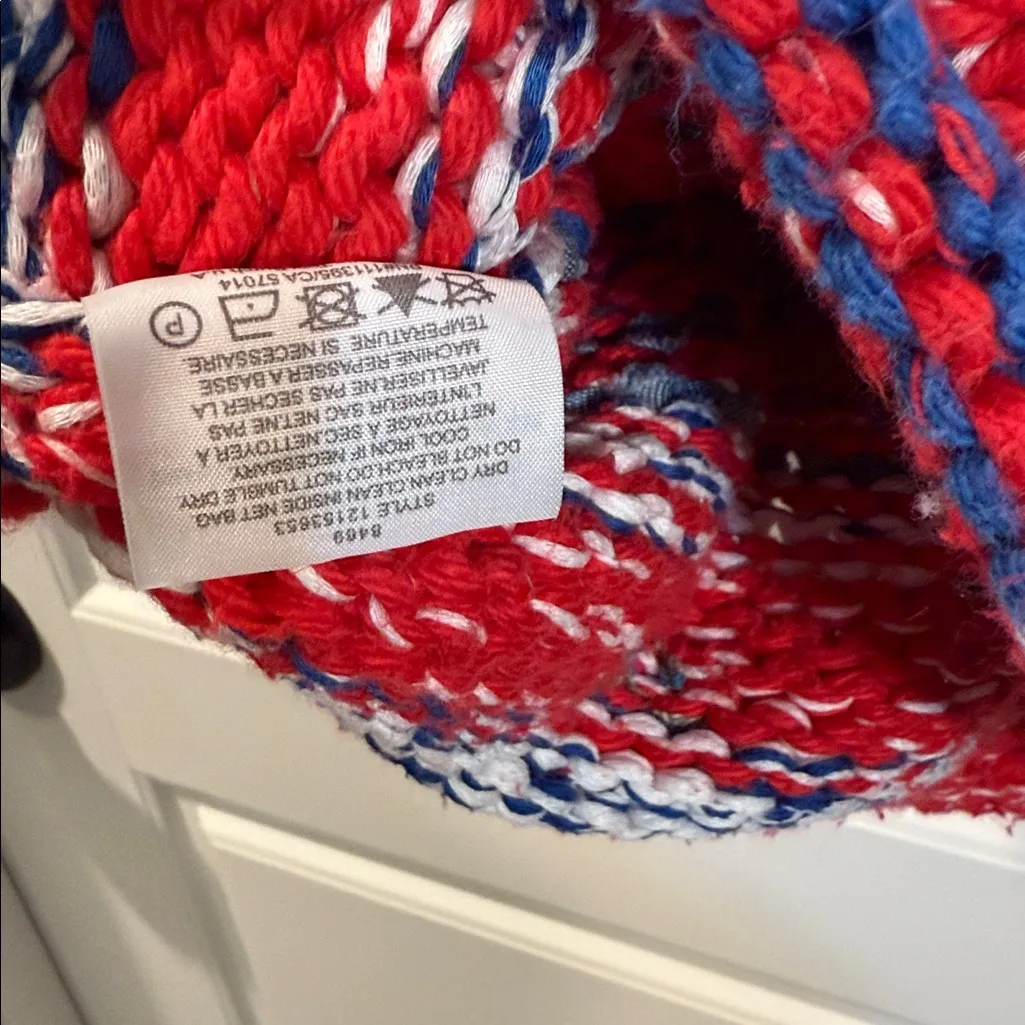 8469
STYLE 12153653
DRY CLEAN INSIDE NET BAG.
DO NOT BLEACH.DO NOT TUMBLE DRY.
COOL IRON IF NECESSARY
NETTOYAGE À SEC.NETTOYER À
L'INTERIEUR SAC NET.NE PAS
JAVELLISER.NE PAS SECHER LA
MACHINE.REPASSER A BASSE
TEMPERATURE SI NECESSAIRE
P
111395/CA 57014